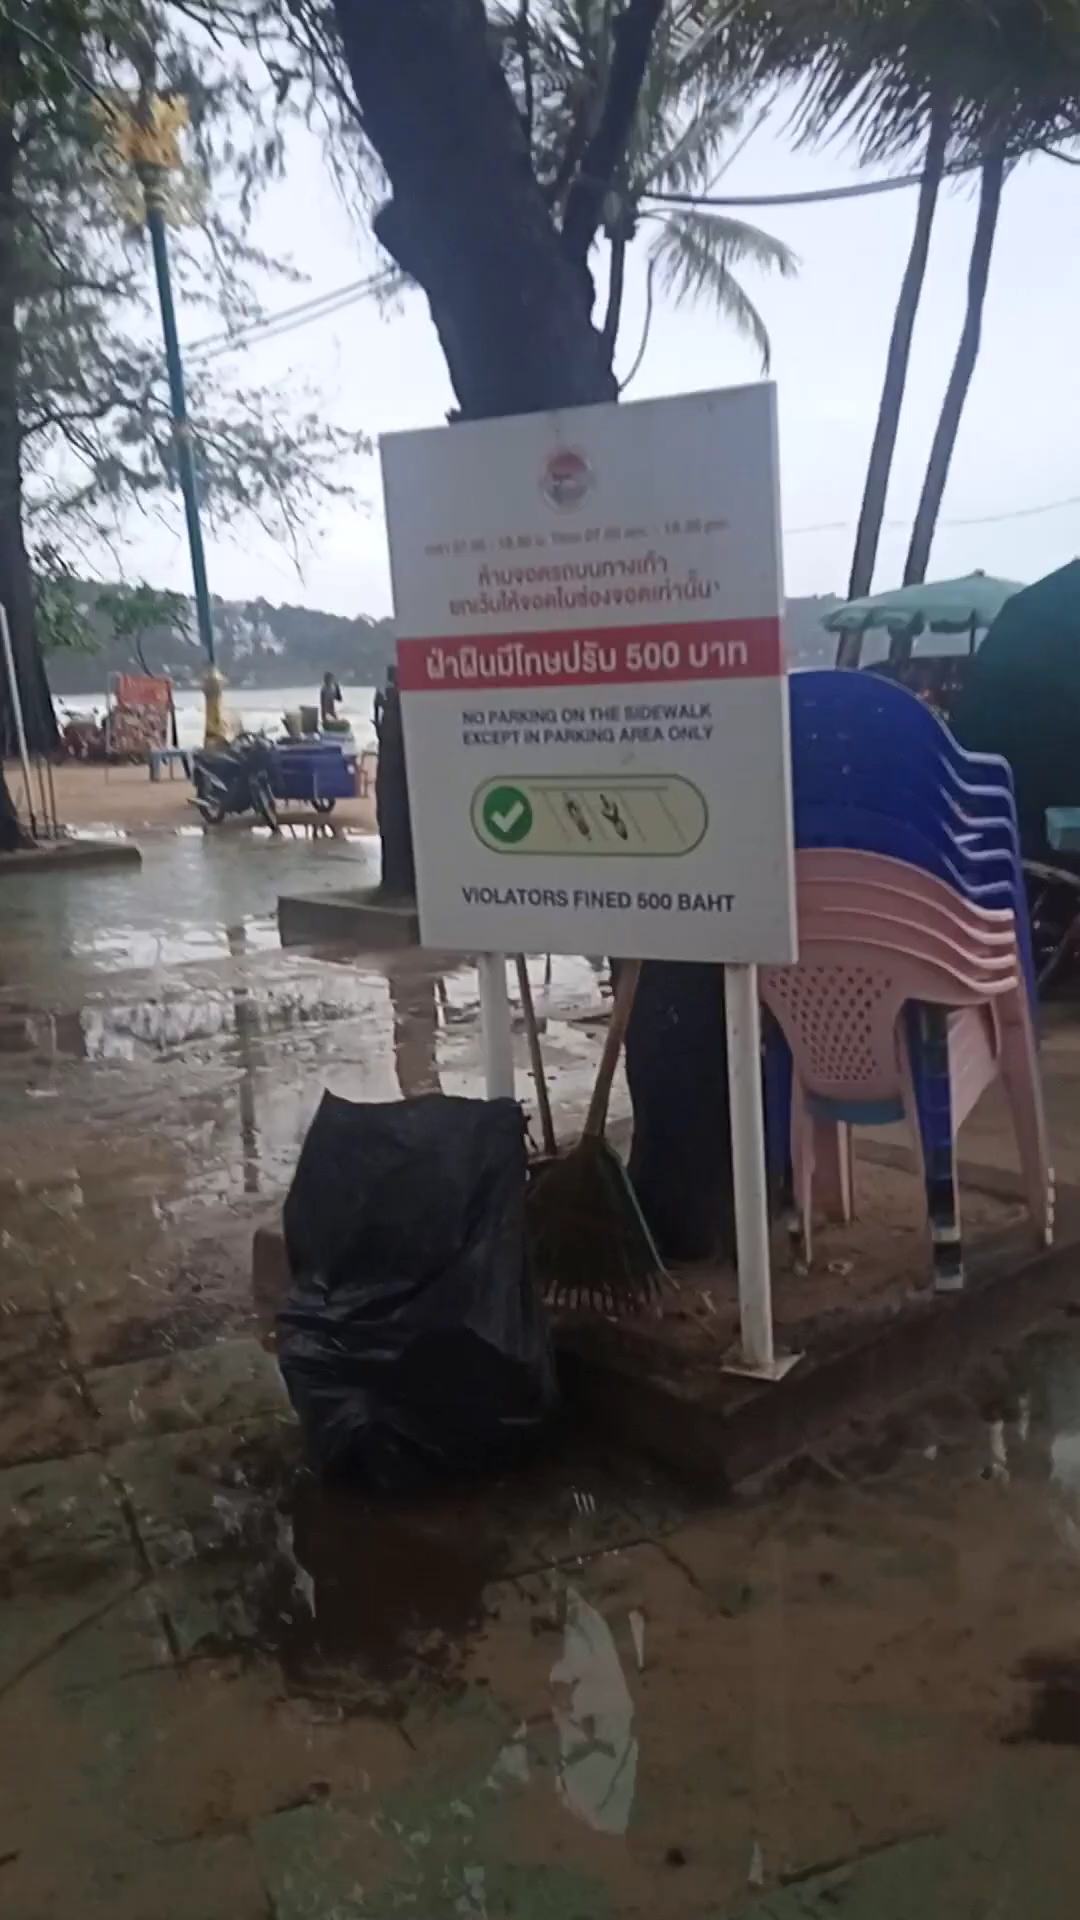 ห้ามจอดรถบนทางเท้า
ยกเว้นให้จอดในช่องจอดเท่านั้น
ฝ่าฝืนมีโทษปรับ 500 บาท
NO PARKING ON THE SIDEWALK
EXCEPT IN PARKING AREA ONLY
VIOLATORS FINED 500 BAHT